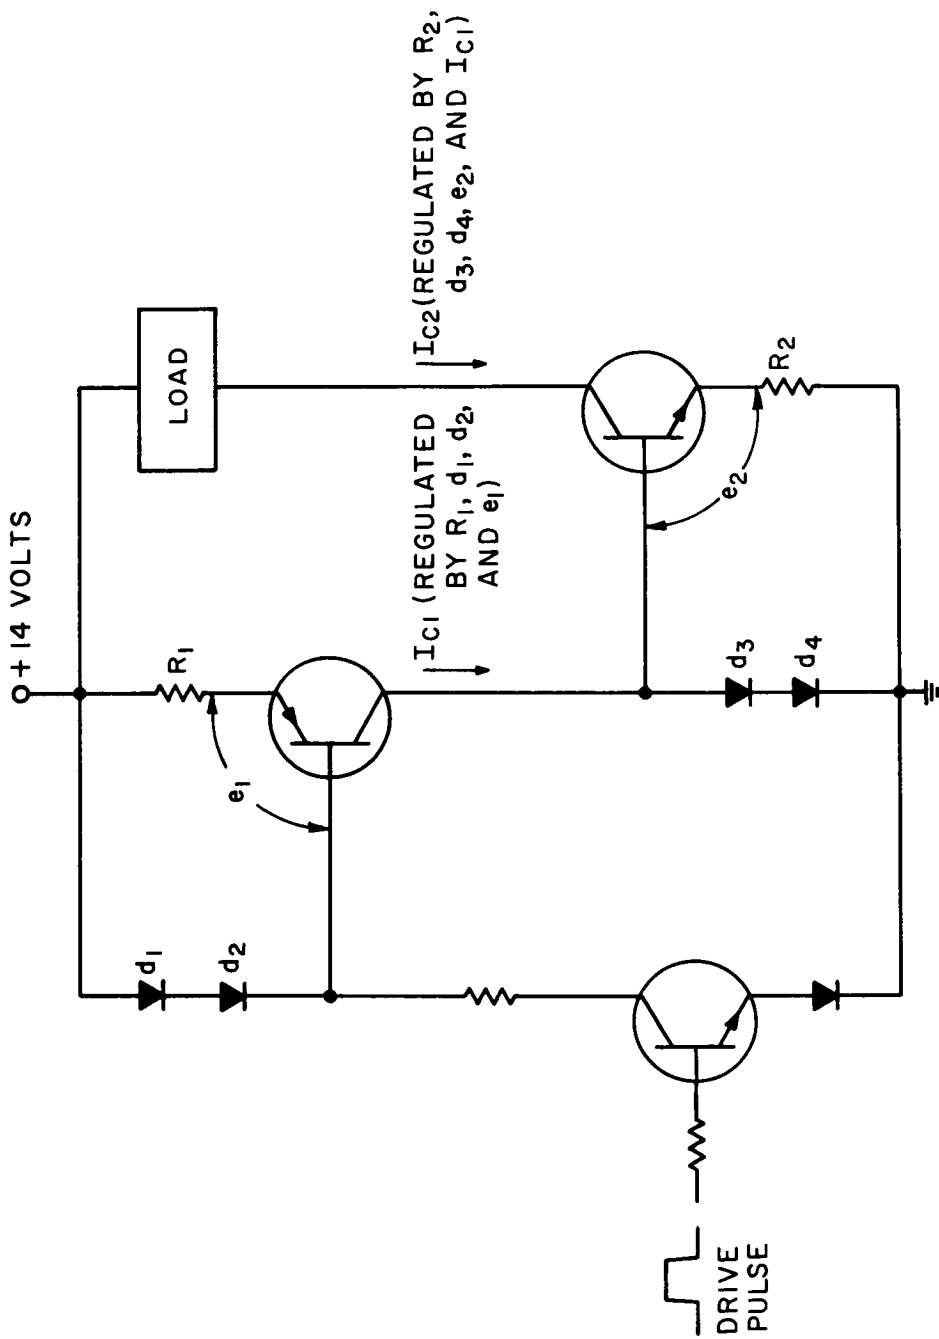 +14 VOLTS
d1
d2
R1
e1
LOAD
IC1 (REGULATED
BY R1, d1, d2,
AND e1)
IC2 (REGULATED BY R2,
d3, d4, e2, AND IC1)
DRIVE
PULSE
d3
d4
e2
R2